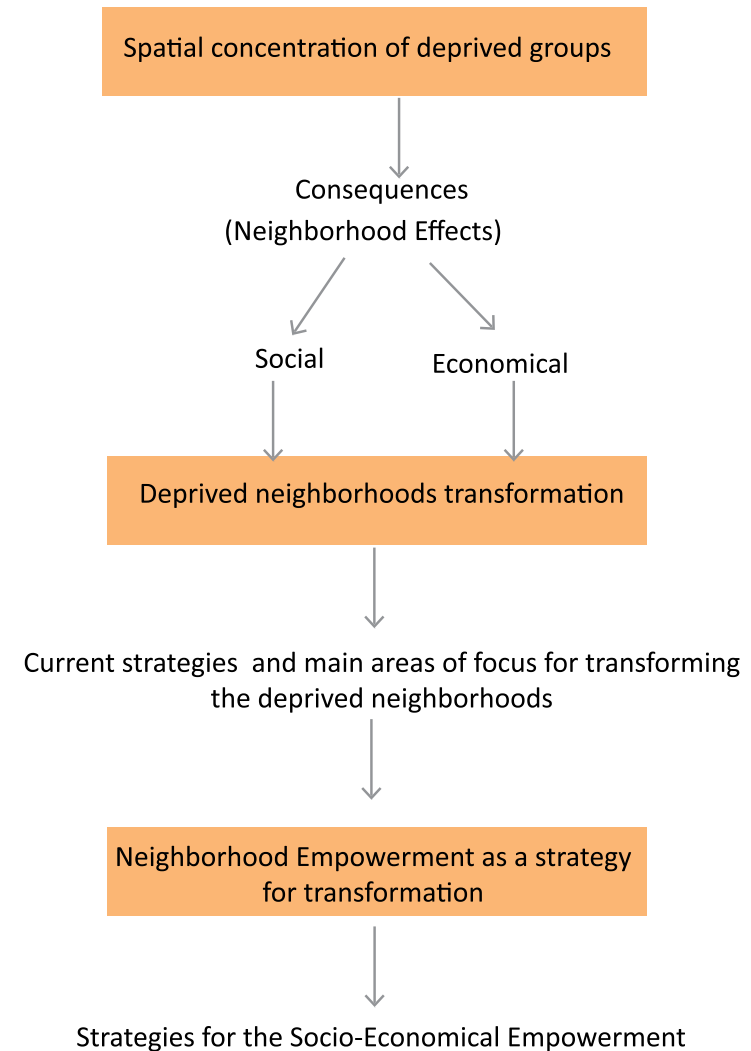 Spatial concentration of deprived groups
Consequences
(Neighborhood Effects)
Social
Economical
Deprived neighborhoods transformation
Current strategies  and main areas of focus for transforming
the deprived neighborhoods
Neighborhood Empowerment as a strategy
for transformation
Strategies for the Socio-Economical Empowerment